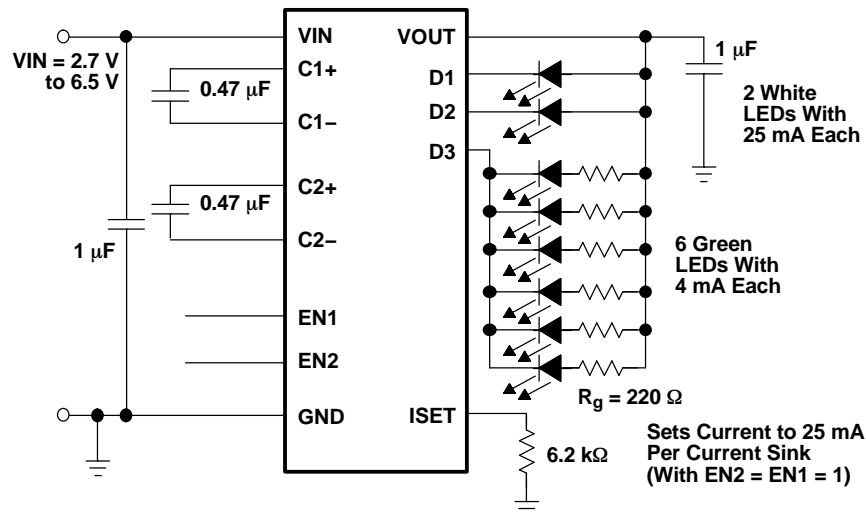 VIN
VOUT
1 μF
VIN = 2.7 V
to 6.5 V
C1+
0.47 μF
D1
2 White
LEDs With
25 mA Each
C1−
D2
D3
C2+
0.47 μF
1 μF
C2−
6 Green
LEDs With
4 mA Each
EN1
EN2
Rg = 220 Ω
GND
ISET
6.2 kΩ
Sets Current to 25 mA
Per Current Sink
(With EN2 = EN1 = 1)